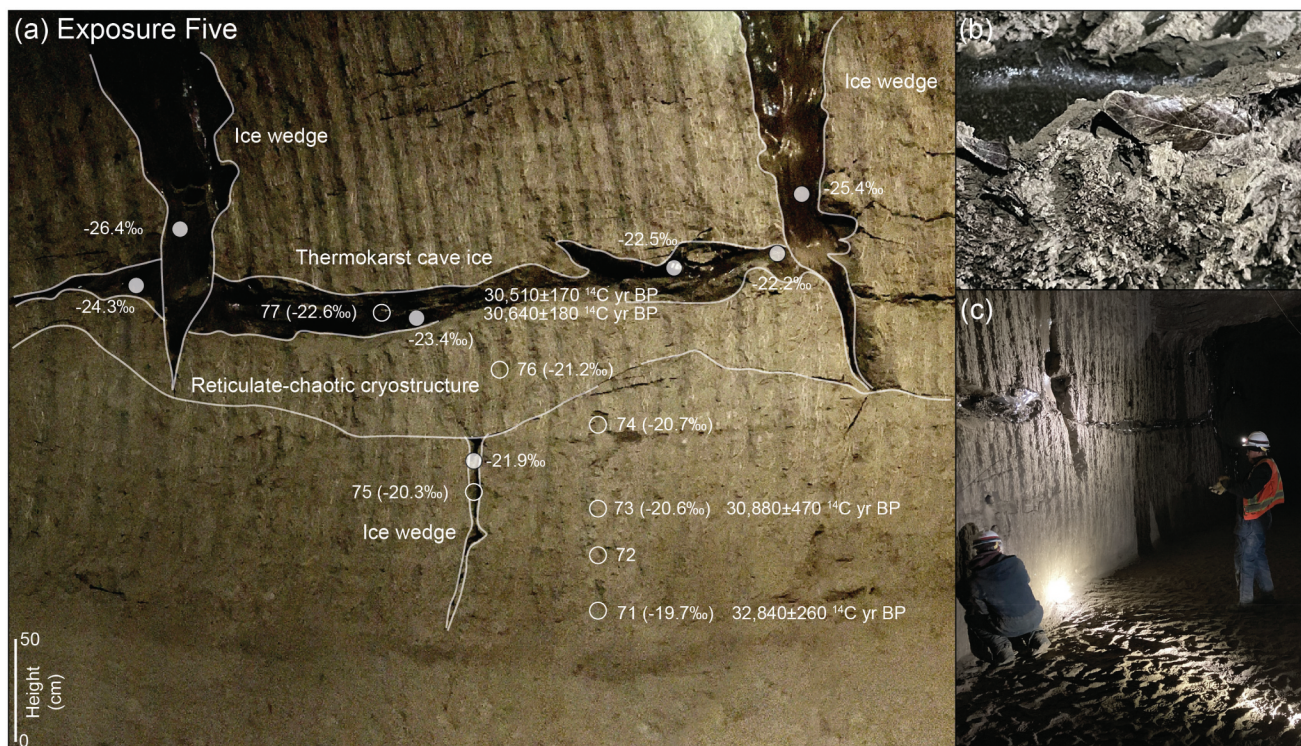 (a) Exposure Five
(b)
Ice wedge
Ice wedge
-25.4‰
-26.4‰
-22.5‰
Thermokarst cave ice
-22.2‰
-24.3‰
30,510±170 ¹⁴C yr BP
77 (-22.6‰)
30,640±180 ¹⁴C yr BP
(c)
-23.4‰)
76 (-21.2‰)
Reticulate-chaotic cryostructure
74 (-20.7‰)
-21.9‰
75 (-20.3‰)
73 (-20.6‰) 30,880±470 ¹⁴C yr BP
Ice wedge
72
71 (-19.7‰) 32,840±260 ¹⁴C yr BP
50
Height
(cm)
0